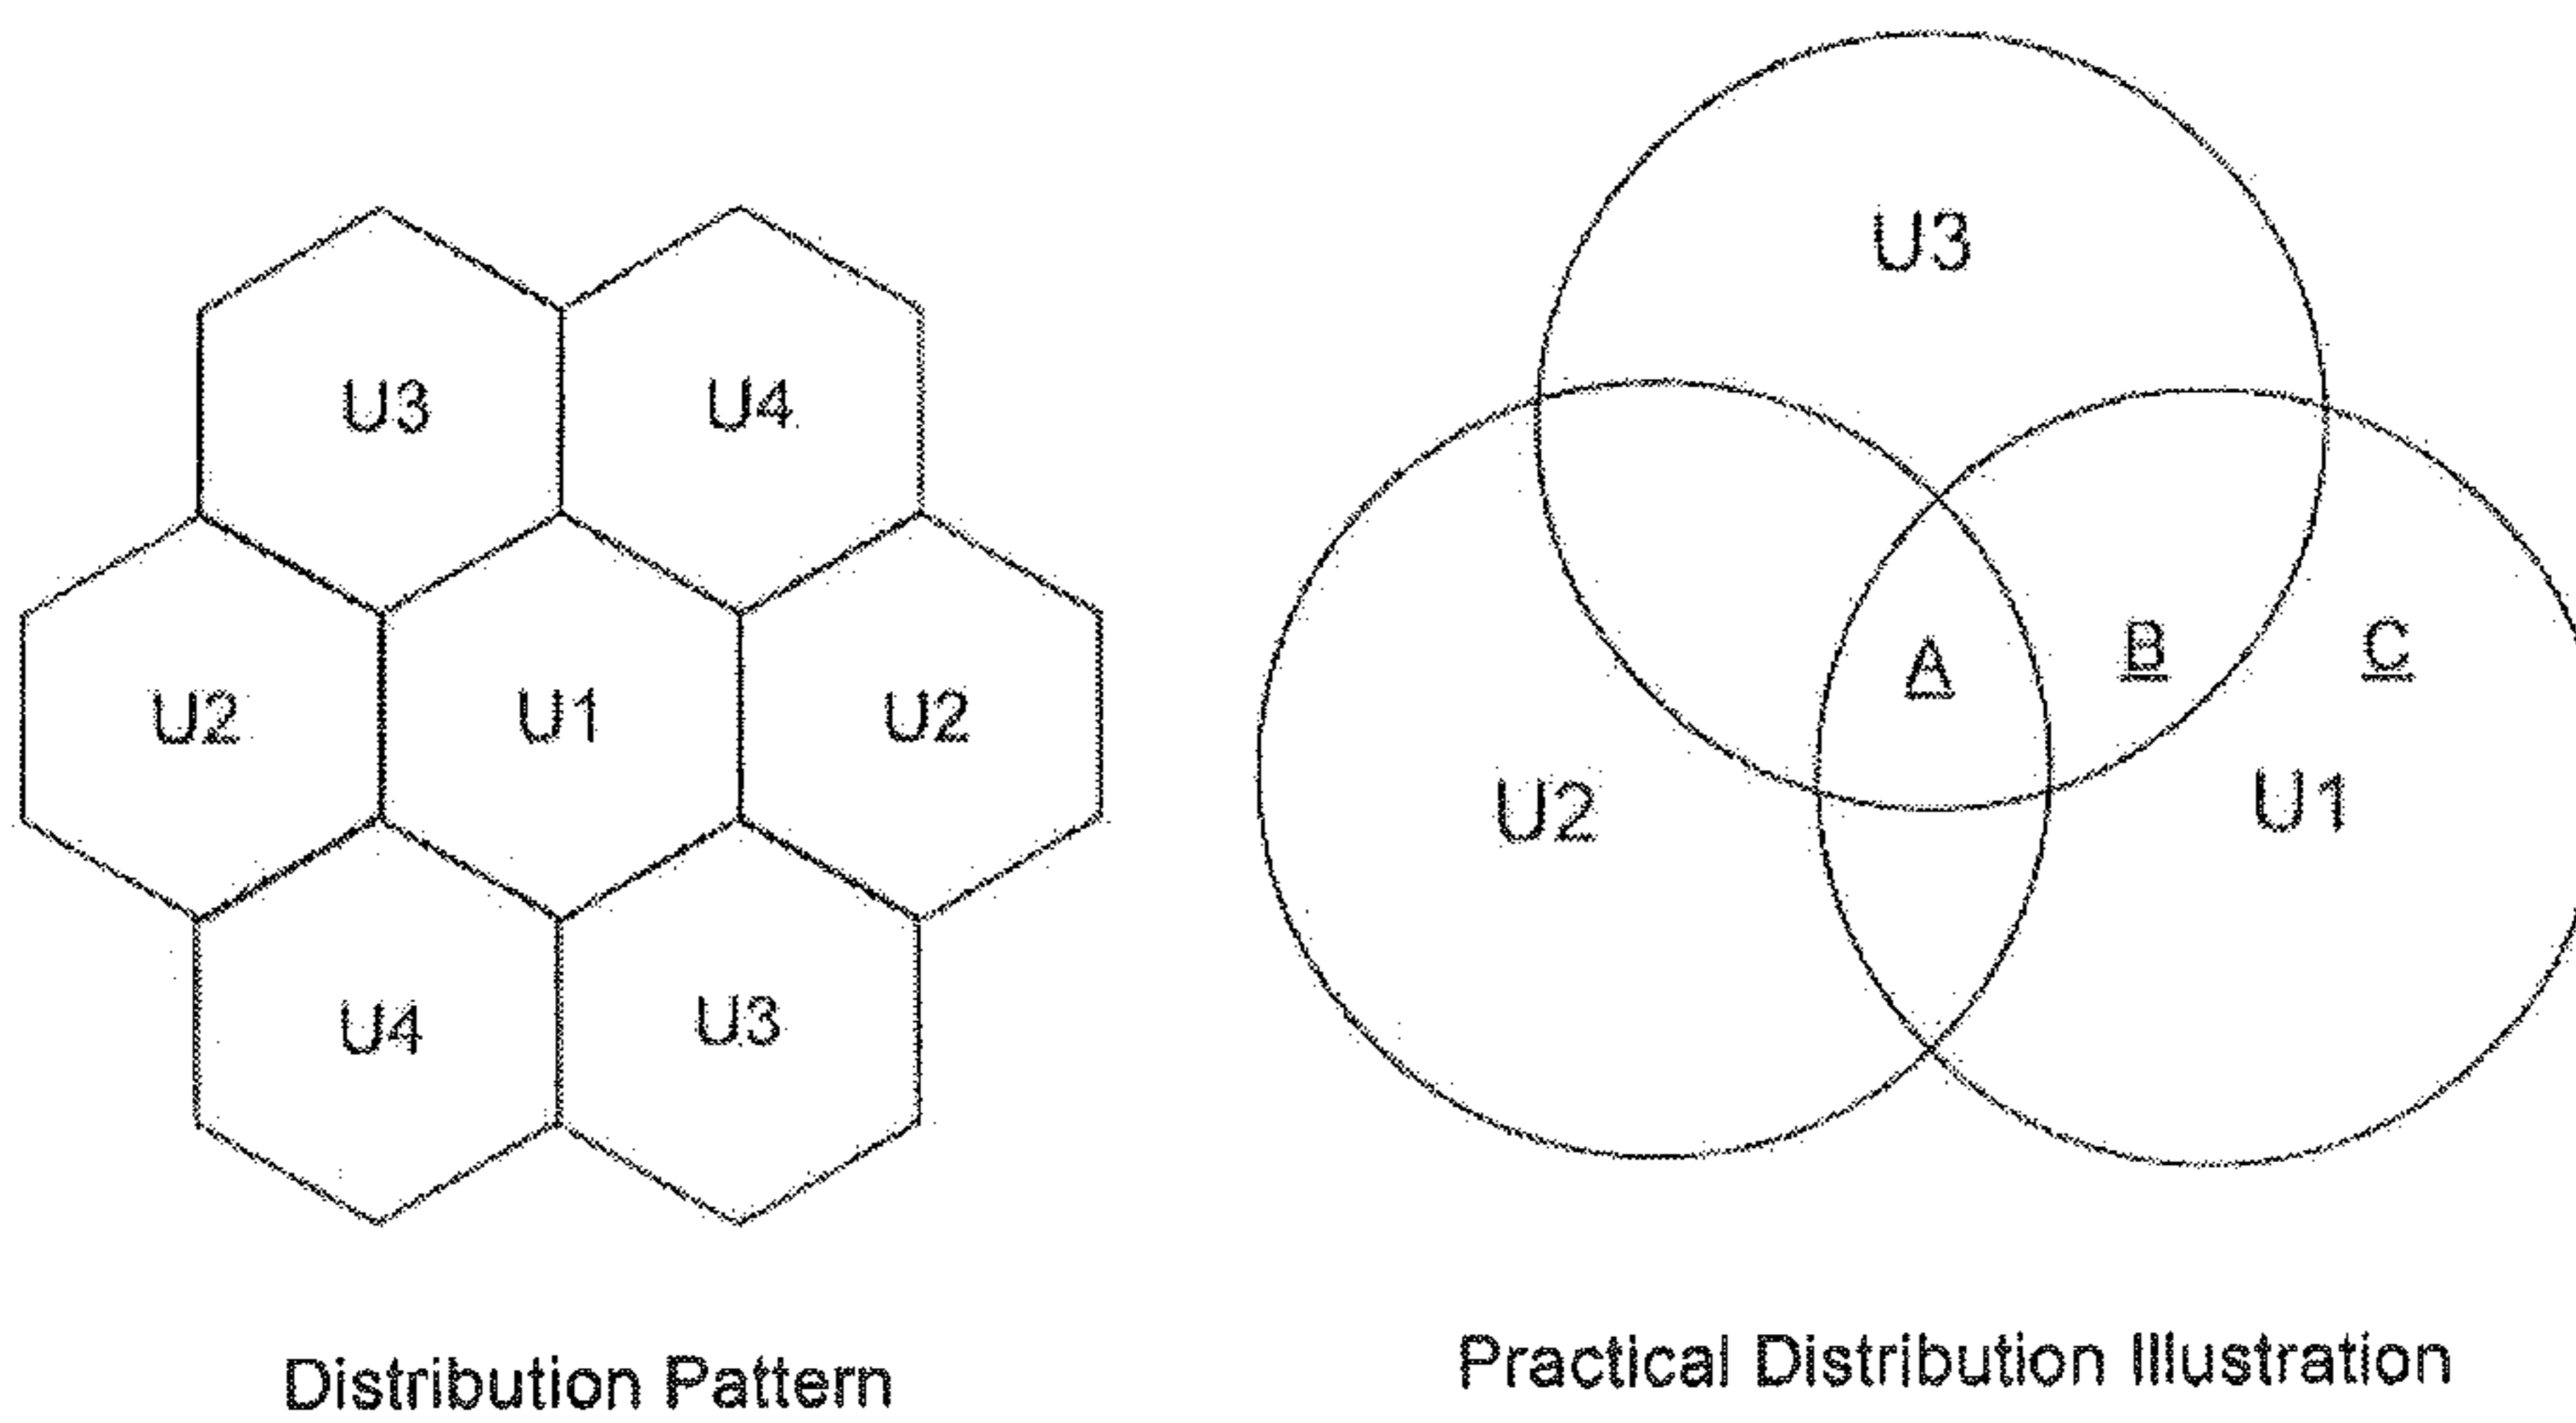 U3 U4
U2 U1 U2
U4 U3
Distribution Pattern
U3
A B C
U2 U1
Practical Distribution Illustration